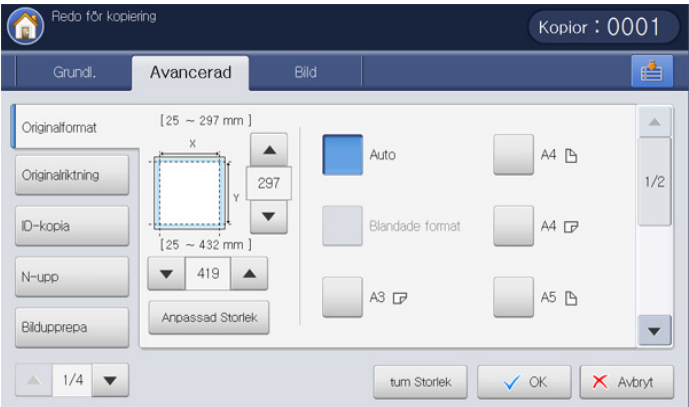 Redo för kopiering
Kopior : 0001
Grundl.
Avancerad
Bild
Originalformat
Originalriktning
ID-kopia
N-upp
Bildupprepa
1/4
[25 ~ 297 mm ]
X
Y
297
[25 ~ 432 mm ]
419
Anpassad Storlek
Auto
Blandade format
A3
A4
A4
A5
1/2
tum Storlek
OK
Avbryt